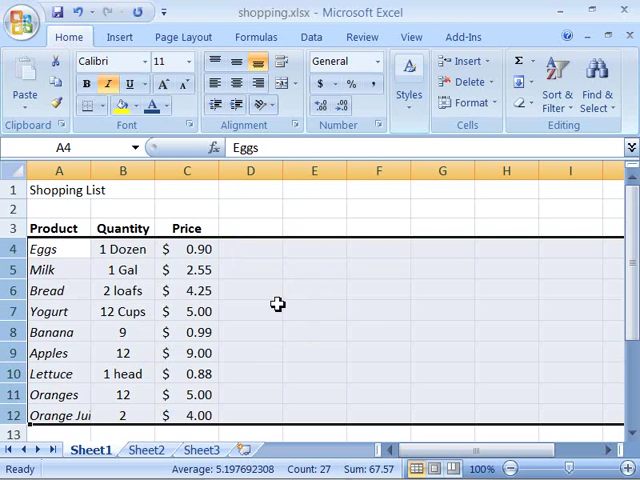 shopping.xlsx - Microsoft Excel
Home Insert Page Layout Formulas Data Review View Add-Ins
Paste
Calibri 11
B I U
A A
A
General
$ % ,
Styles
Insert
Delete
Format
Σ
Sort & Filter
Find & Select
Clipboard Font Alignment Number Cells Editing
A4 fx Eggs
A B C D E F G H I
1 Shopping List
2
3 Product Quantity Price
4 Eggs 1 Dozen $ 0.90
5 Milk 1 Gal $ 2.55
6 Bread 2 loafs $ 4.25
7 Yogurt 12 Cups $ 5.00
8 Banana 9 $ 0.99
9 Apples 12 $ 9.00
10 Lettuce 1 head $ 0.88
11 Oranges 12 $ 5.00
12 Orange Jui 2 $ 4.00
13
Sheet1 Sheet2 Sheet3
Ready Average: 5.197692308 Count: 27 Sum: 67.57 100%